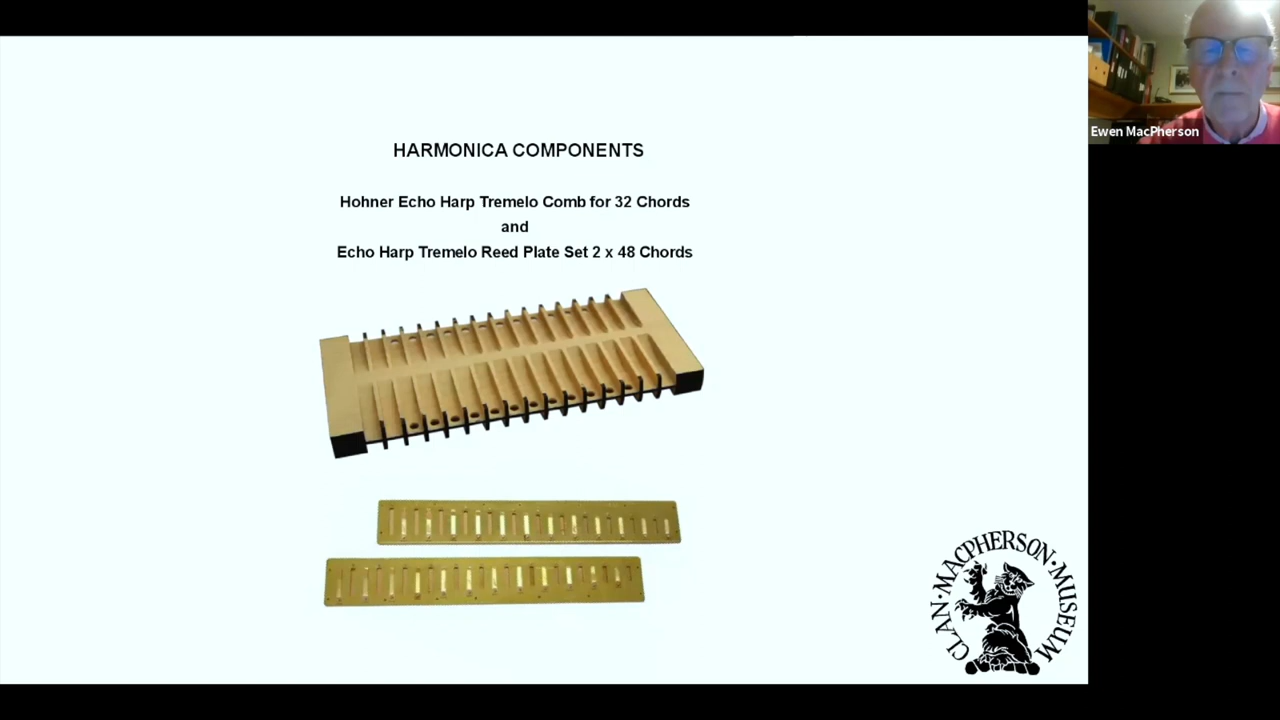 HARMONICA COMPONENTS
Hohner Echo Harp Tremelo Comb for 32 Chords
and
Echo Harp Tremelo Reed Plate Set 2 x 48 Chords
Ewen MacPherson
CLAN·MACPHERSON·MUSEUM